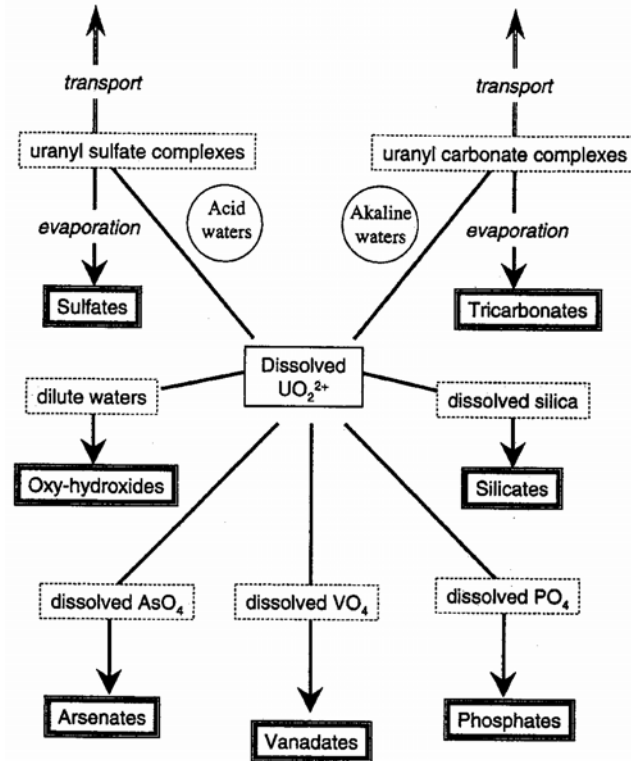 transport
transport
uranyl sulfate complexes
uranyl carbonate complexes
Acid
waters
Akaline
waters
evaporation
evaporation
Sulfates
Tricarbonates
Dissolved
UO₂²⁺
dilute waters
dissolved silica
Oxy-hydroxides
Silicates
dissolved AsO₄
dissolved VO₄
dissolved PO₄
Arsenates
Vanadates
Phosphates